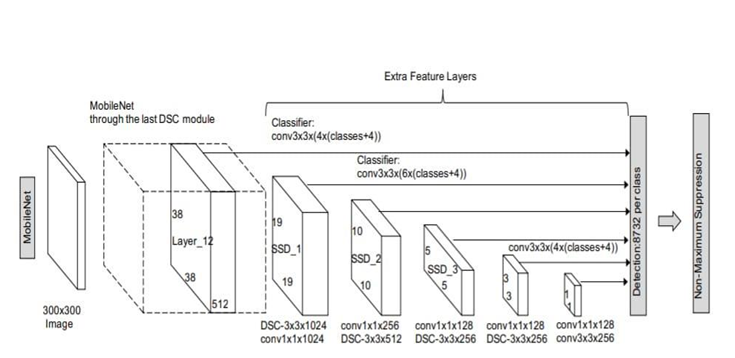 Extra Feature Layers
MobileNet
through the last DSC module
Classifier:
conv3x3x(4x(classes+4))
Classifier:
conv3x3x(6x(classes+4))
MobileNet
38
Layer_12
38
512
19
SSD_1
19
10
SSD_2
10
5
SSD_3
5
conv3x3x(4x(classes+4))
3
3
1
1
Detection:8732 per class
Non-Maximum Suppression
300x300
Image
DSC-3x3x1024
conv1x1x1024
conv1x1x256
DSC-3x3x512
conv1x1x128
DSC-3x3x256
conv1x1x128
DSC-3x3x256
conv1x1x128
conv3x3x256